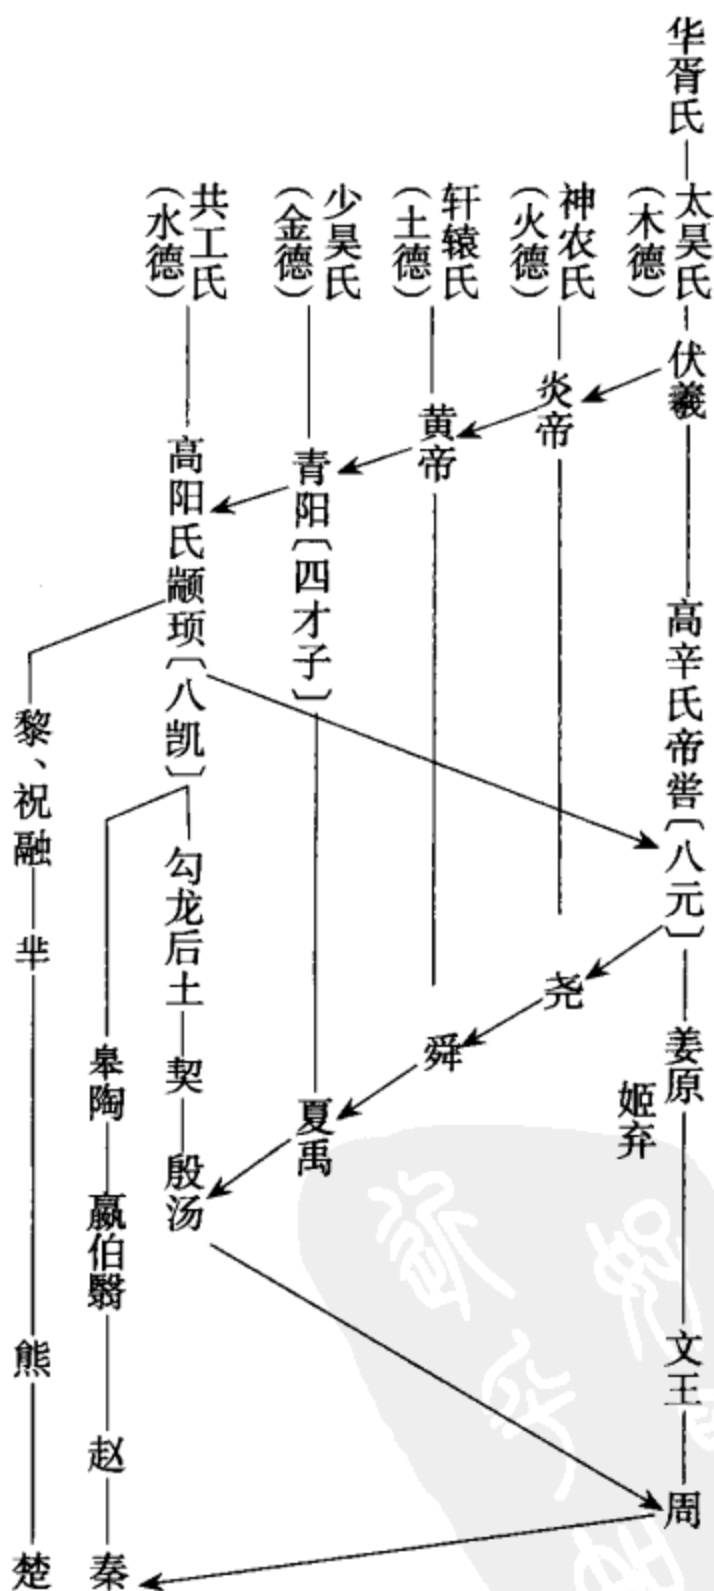 华胥氏
太昊氏
（木德）
伏羲
高辛氏帝喾〔八元〕
姜原
姬弃
文王
周
神农氏
（火德）
炎帝
尧
轩辕氏
（土德）
黄帝
舜
少昊氏
（金德）
青阳〔四才子〕
夏禹
共工氏
（水德）
高阳氏颛顼〔八凯〕
勾龙后土
契
殷汤
皋陶
嬴伯翳
赵
秦
黎、祝融
芈
熊
楚